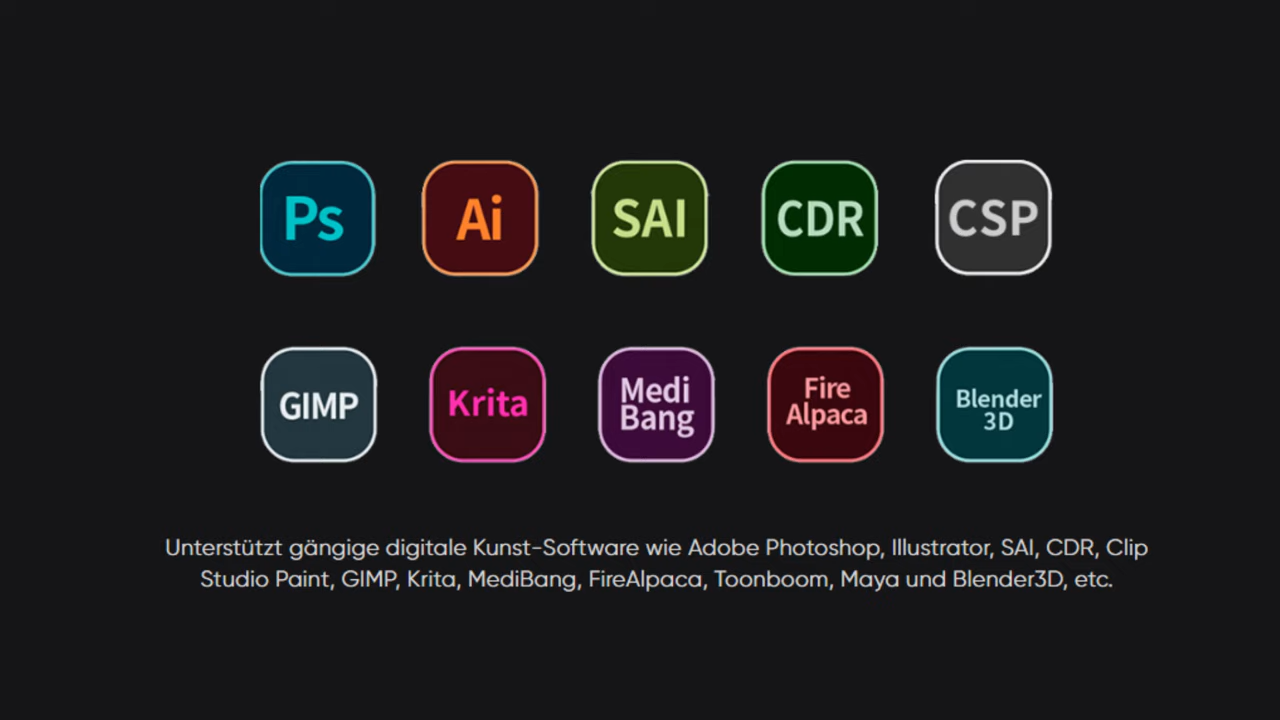 Ps
Ai
SAI
CDR
CSP
GIMP
Krita
Medi
Bang
Fire
Alpaca
Blender
3D
Unterstützt gängige digitale Kunst-Software wie Adobe Photoshop, Illustrator, SAI, CDR, Clip
Studio Paint, GIMP, Krita, MediBang, FireAlpaca, Toonboom, Maya und Blender3D, etc.